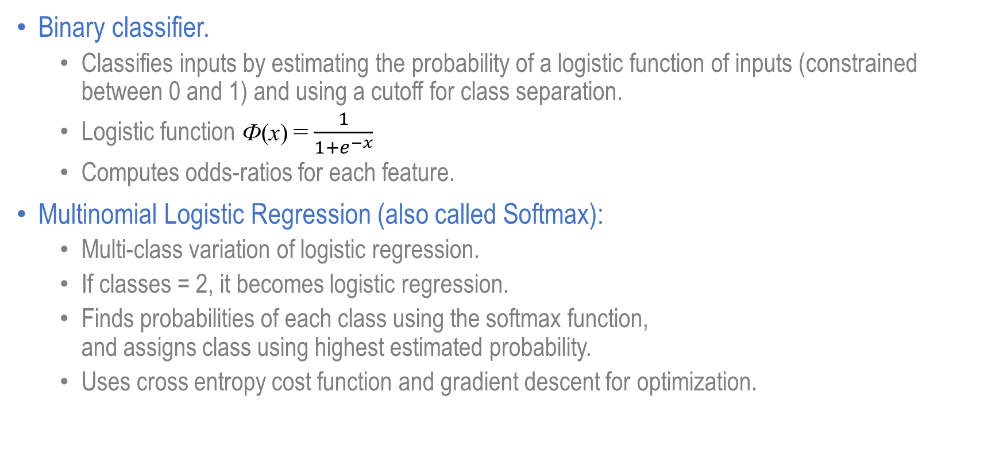 • Binary classifier.
• Classifies inputs by estimating the probability of a logistic function of inputs (constrained
between 0 and 1) and using a cutoff for class separation.
• Logistic function Φ(x) = 1/(1+e^−x)
• Computes odds-ratios for each feature.
• Multinomial Logistic Regression (also called Softmax):
• Multi-class variation of logistic regression.
• If classes = 2, it becomes logistic regression.
• Finds probabilities of each class using the softmax function,
and assigns class using highest estimated probability.
• Uses cross entropy cost function and gradient descent for optimization.